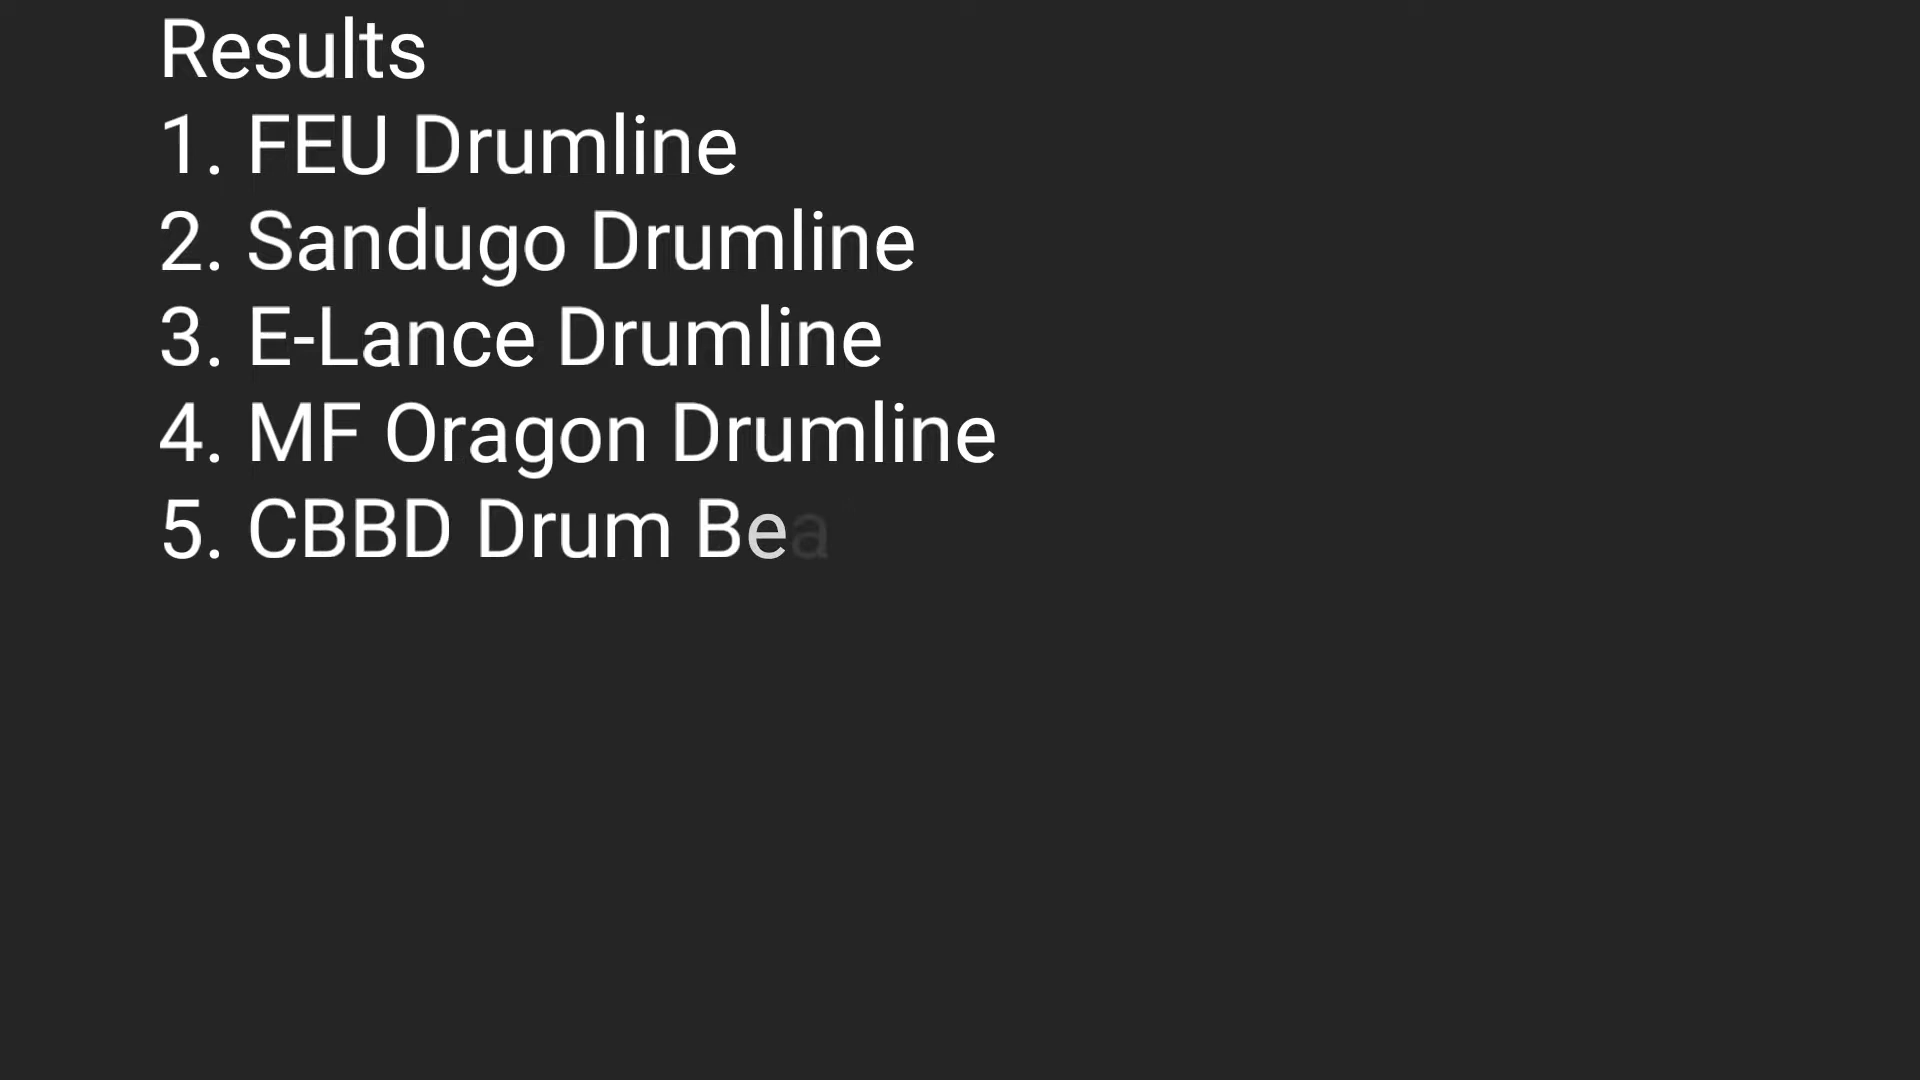 Results
1. FEU Drumline
2. Sandugo Drumline
3. E-Lance Drumline
4. MF Oragon Drumline
5. CBBD Drum Bea